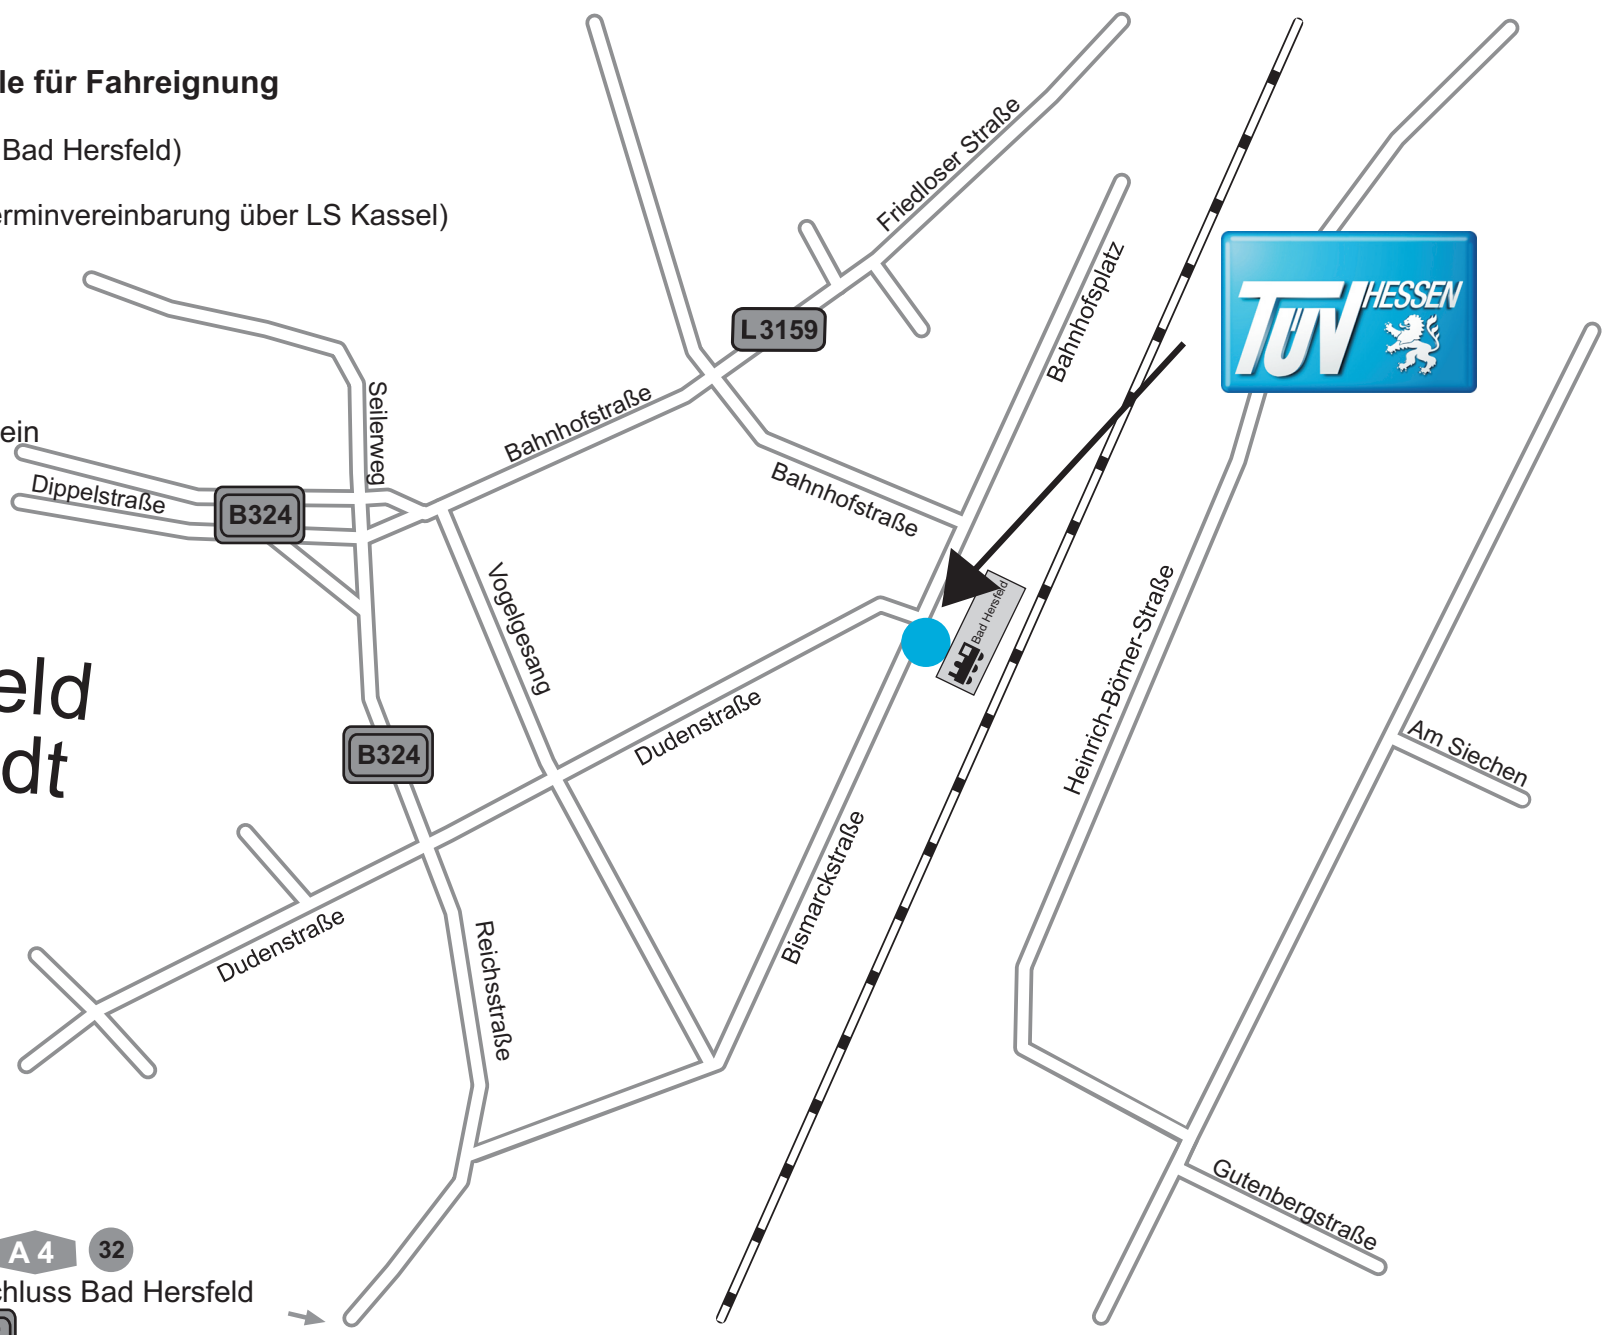 le für Fahreignung
Bad Hersfeld)
erminvereinbarung über LS Kassel)
Friedloser Straße
Bahnhofsplatz
TÜV HESSEN
L3159
Seilerweg
Bahnhofstraße
ein
Dippelstraße
B324
Bahnhofstraße
Vogelgesang
Bad Hersfeld
Heinrich-Börner-Straße
eld
dt
B324
Dudenstraße
Am Siechen
Bismarckstraße
Dudenstraße
Reichsstraße
Gutenbergstraße
A 4 32
chluss Bad Hersfeld